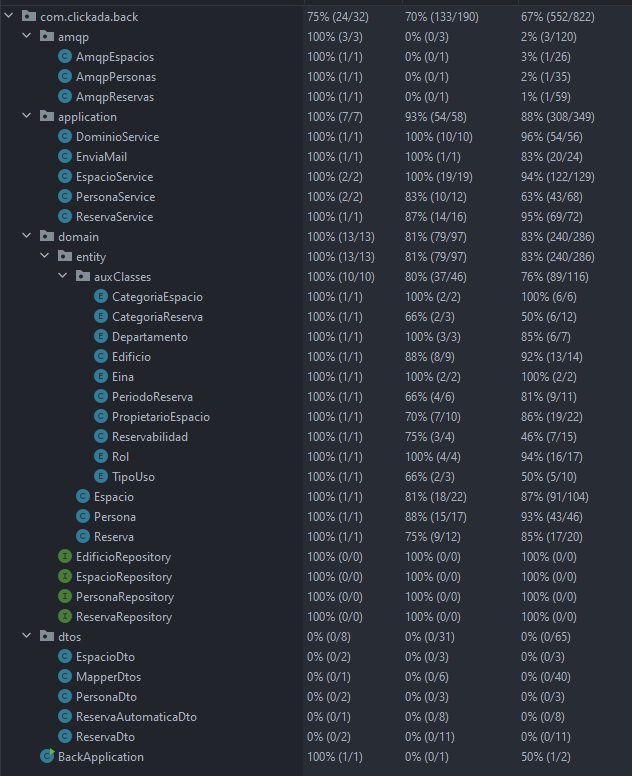 com.clickada.back 75% (24/32) 70% (133/190) 67% (552/822)
amqp 100% (3/3) 0% (0/3) 2% (3/120)
C AmqpEspacios 100% (1/1) 0% (0/1) 3% (1/26)
C AmqpPersonas 100% (1/1) 0% (0/1) 2% (1/35)
C AmqpReservas 100% (1/1) 0% (0/1) 1% (1/59)
application 100% (7/7) 93% (54/58) 88% (308/349)
C DominioService 100% (1/1) 100% (10/10) 96% (54/56)
C EnviaMail 100% (1/1) 100% (1/1) 83% (20/24)
C EspacioService 100% (2/2) 100% (19/19) 94% (122/129)
C PersonaService 100% (2/2) 83% (10/12) 63% (43/68)
C ReservaService 100% (1/1) 87% (14/16) 95% (69/72)
domain 100% (13/13) 81% (79/97) 83% (240/286)
entity 100% (13/13) 81% (79/97) 83% (240/286)
auxClasses 100% (10/10) 80% (37/46) 76% (89/116)
E CategoriaEspacio 100% (1/1) 100% (2/2) 100% (6/6)
E CategoriaReserva 100% (1/1) 66% (2/3) 50% (6/12)
E Departamento 100% (1/1) 100% (3/3) 85% (6/7)
C Edificio 100% (1/1) 88% (8/9) 92% (13/14)
E Eina 100% (1/1) 100% (2/2) 100% (2/2)
C PeriodoReserva 100% (1/1) 66% (4/6) 81% (9/11)
C PropietarioEspacio 100% (1/1) 70% (7/10) 86% (19/22)
C Reservabilidad 100% (1/1) 75% (3/4) 46% (7/15)
E Rol 100% (1/1) 100% (4/4) 94% (16/17)
E TipoUso 100% (1/1) 66% (2/3) 50% (5/10)
C Espacio 100% (1/1) 81% (18/22) 87% (91/104)
C Persona 100% (1/1) 88% (15/17) 93% (43/46)
C Reserva 100% (1/1) 75% (9/12) 85% (17/20)
I EdificioRepository 100% (0/0) 100% (0/0) 100% (0/0)
I EspacioRepository 100% (0/0) 100% (0/0) 100% (0/0)
I PersonaRepository 100% (0/0) 100% (0/0) 100% (0/0)
I ReservaRepository 100% (0/0) 100% (0/0) 100% (0/0)
dtos 0% (0/8) 0% (0/31) 0% (0/65)
C EspacioDto 0% (0/2) 0% (0/3) 0% (0/3)
C MapperDtos 0% (0/1) 0% (0/6) 0% (0/40)
C PersonaDto 0% (0/2) 0% (0/3) 0% (0/3)
C ReservaAutomaticaDto 0% (0/1) 0% (0/8) 0% (0/8)
C ReservaDto 0% (0/2) 0% (0/11) 0% (0/11)
C BackApplication 100% (1/1) 0% (0/1) 50% (1/2)